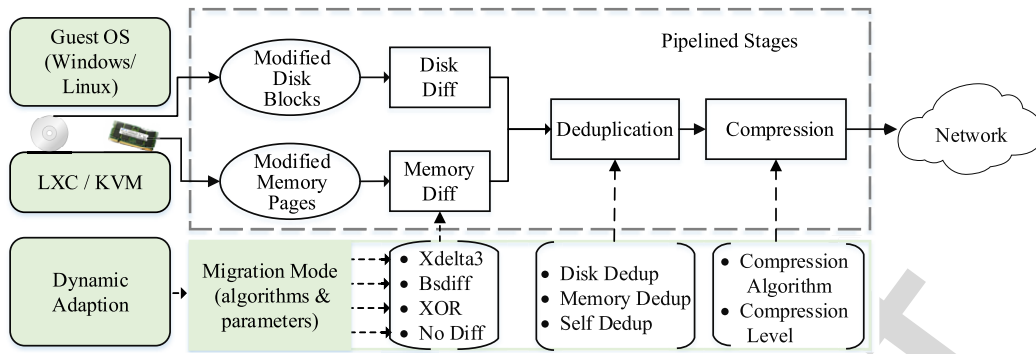 Guest OS
(Windows/
Linux)
LXC / KVM
Dynamic
Adaption
Pipelined Stages
Modified
Disk
Blocks
Disk
Diff
Modified
Memory
Pages
Memory
Diff
Deduplication
Compression
Network
Migration Mode
(algorithms &
parameters)
● Xdelta3
● Bsdiff
● XOR
● No Diff
● Disk Dedup
● Memory Dedup
● Self Dedup
● Compression
Algorithm
● Compression
Level